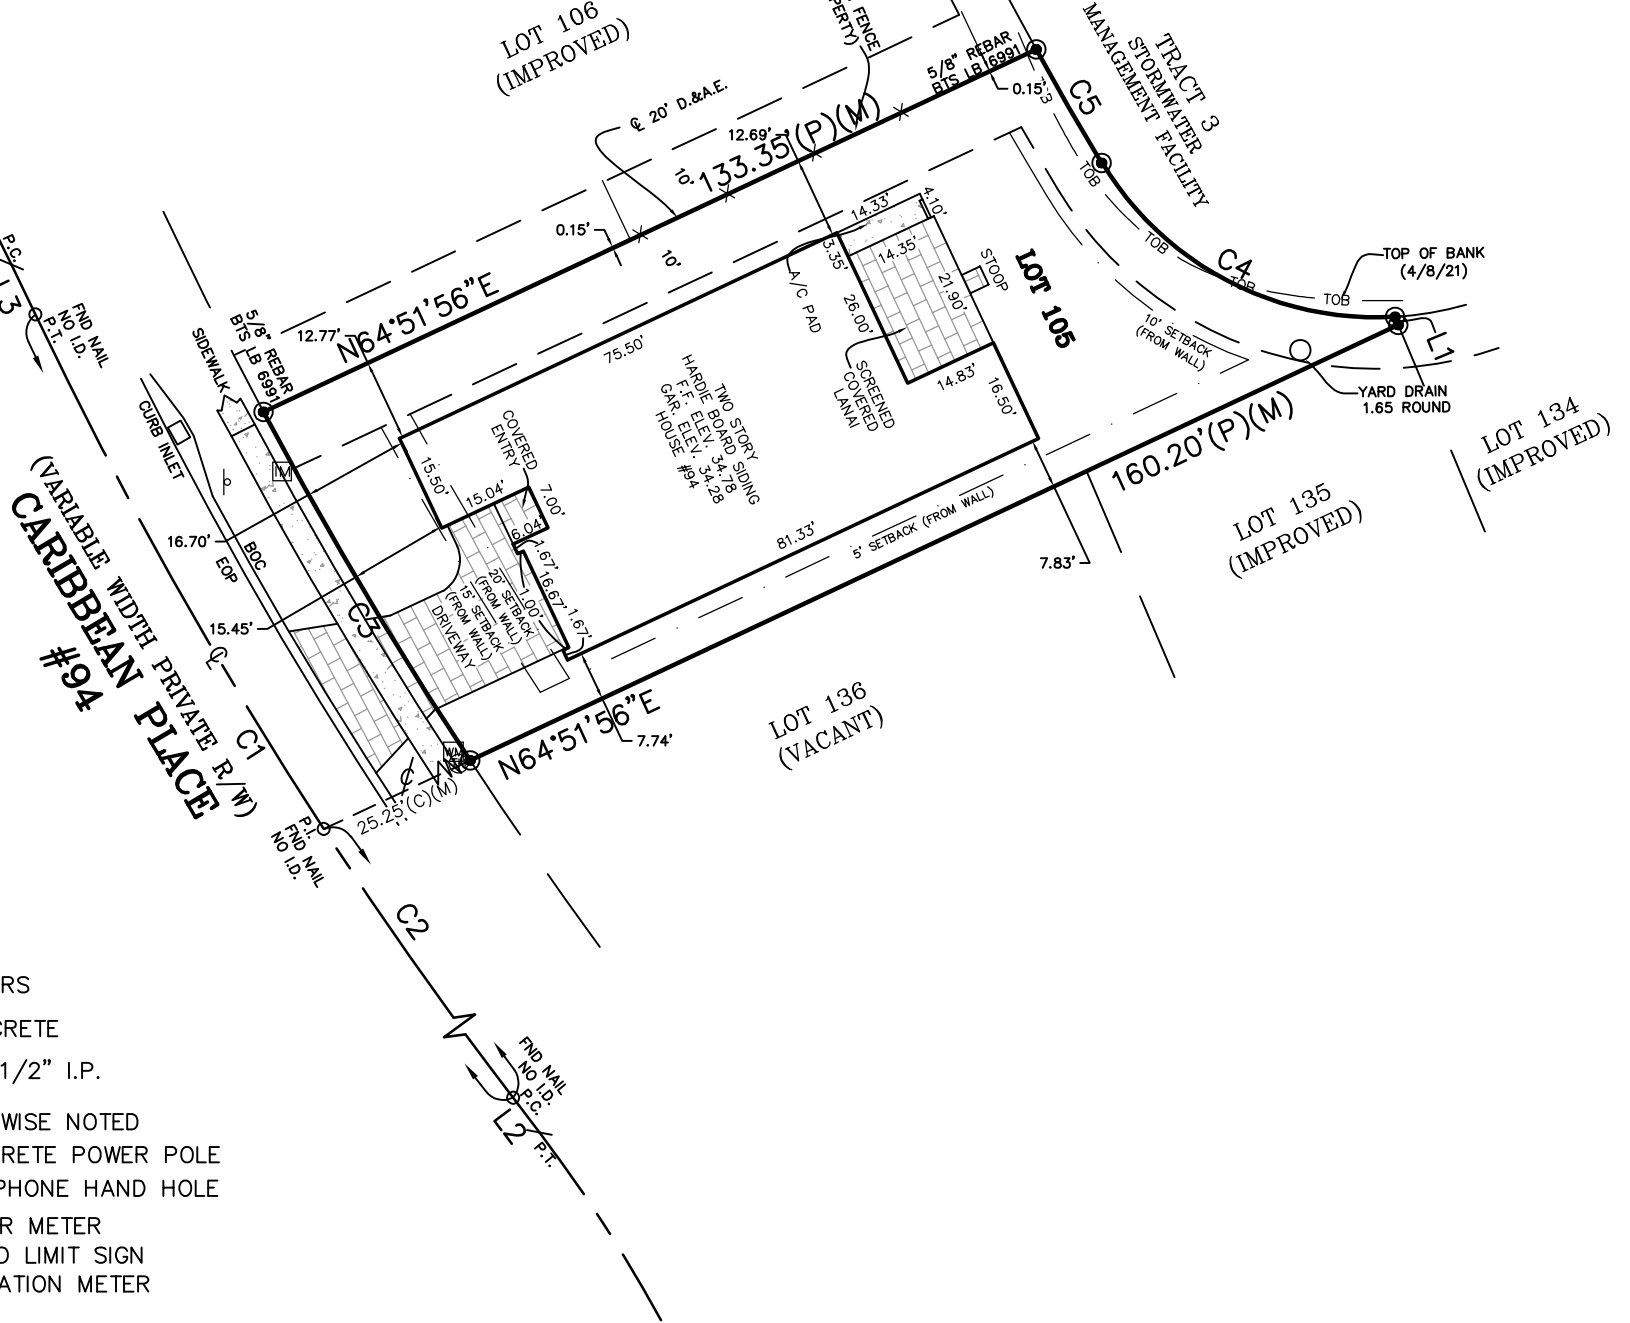 LOT 106
(IMPROVED)
FENCE
PERTY)
5/8" REBAR
BTS LB 6991
0.15'
TOB
C5
TRACT 3
STORMWATER
MANAGEMENT FACILITY
℄ 20' D.&A.E.
12.69'
133.35'(P)(M)
10'
10'
0.15'
TOB
TOB
C4
TOB
TOB
TOP OF BANK
(4/8/21)
L1
14.33'
4.10'
14.35'
3.35'
STOOP
LOT 105
21.90'
26.00'
A/C PAD
10' SETBACK
(FROM WALL)
YARD DRAIN
1.65 ROUND
14.83'
16.50'
SCREENED
COVERED
LANAI
N64°51'56"E
12.77'
75.50'
P.C.
L3
FND NAIL
NO I.D.
P.T.
5/8" REBAR
BTS LB 6991
SIDEWALK
CURB INLET
TWO STORY
HARDIE BOARD SIDING
F.F. ELEV. 34.78
GAR. ELEV. 34.28
HOUSE #94
COVERED
ENTRY
15.50'
15.04'
7.00'
6.04'
1.67'
16.67'
1.00'
1.67'
20' SETBACK
(FROM WALL)
15' SETBACK
(FROM WALL)
DRIVEWAY
IM
16.70'
BOC
EOP
15.45'
℄
C3
81.33'
5' SETBACK (FROM WALL)
160.20'(P)(M)
7.83'
LOT 134
(IMPROVED)
LOT 135
(IMPROVED)
LOT 136
(VACANT)
N64°51'56"E
7.74'
(VARIABLE WIDTH PRIVATE R/W)
CARIBBEAN PLACE
#94
C1
WM
25.25'(C)(M)
P.I.
FND NAIL
NO I.D.
C2
FND NAIL
NO I.D.
P.C.
L2
P.T.
RS
CRETE
1/2" I.P.
WISE NOTED
RETE POWER POLE
PHONE HAND HOLE
R METER
D LIMIT SIGN
ATION METER